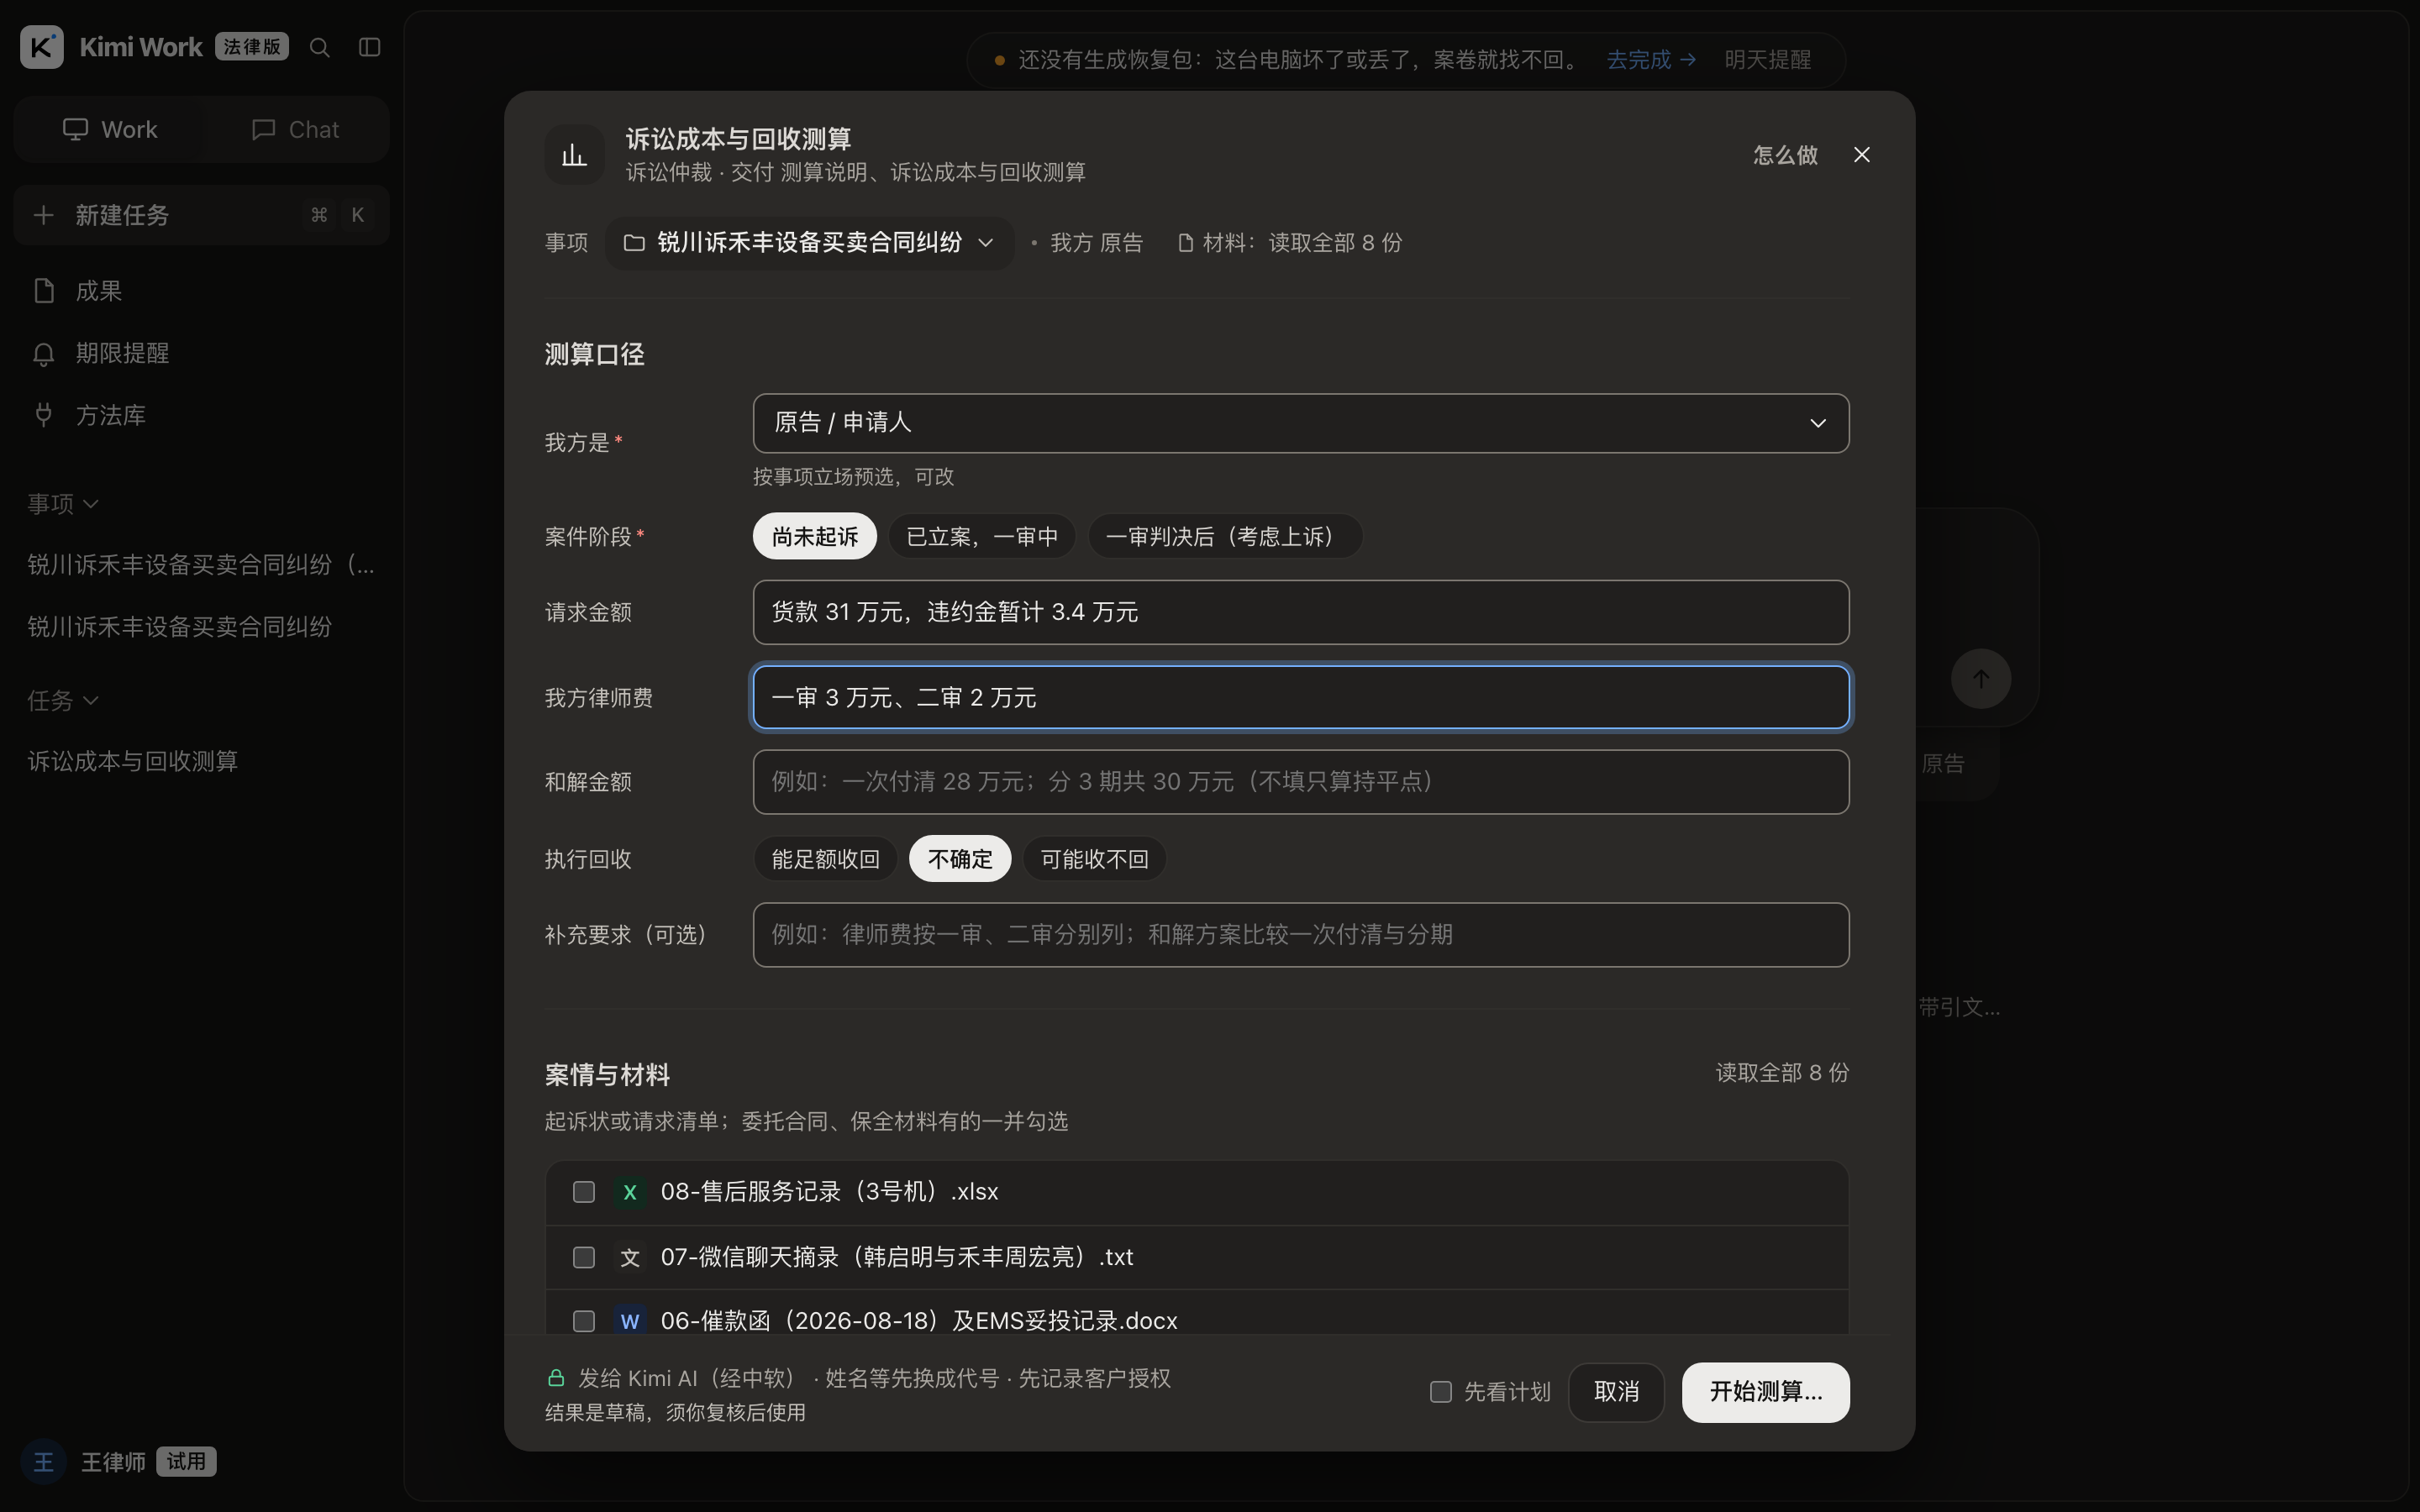 Kimi Work 法律版
Work
Chat
新建任务 ⌘ K
成果
期限提醒
方法库
事项
锐川诉禾丰设备买卖合同纠纷（...
锐川诉禾丰设备买卖合同纠纷
任务
诉讼成本与回收测算
王 王律师 试用
还没有生成恢复包：这台电脑坏了或丢了，案卷就找不回。 去完成 → 明天提醒
诉讼成本与回收测算
诉讼仲裁 · 交付 测算说明、诉讼成本与回收测算
怎么做
事项 锐川诉禾丰设备买卖合同纠纷 • 我方 原告 材料：读取全部 8 份
测算口径
我方是* 原告 / 申请人
按事项立场预选，可改
案件阶段* 尚未起诉 已立案，一审中 一审判决后（考虑上诉）
请求金额 货款 31 万元，违约金暂计 3.4 万元
我方律师费 一审 3 万元、二审 2 万元
和解金额 例如：一次付清 28 万元；分 3 期共 30 万元（不填只算持平点）
执行回收 能足额收回 不确定 可能收不回
补充要求（可选） 例如：律师费按一审、二审分别列；和解方案比较一次付清与分期
案情与材料 读取全部 8 份
起诉状或请求清单；委托合同、保全材料有的一并勾选
X 08-售后服务记录（3号机）.xlsx
文 07-微信聊天摘录（韩启明与禾丰周宏亮）.txt
W 06-催款函（2026-08-18）及EMS妥投记录.docx
发给 Kimi AI（经中软） · 姓名等先换成代号 · 先记录客户授权
结果是草稿，须你复核后使用
先看计划 取消 开始测算...
原告
带引文...